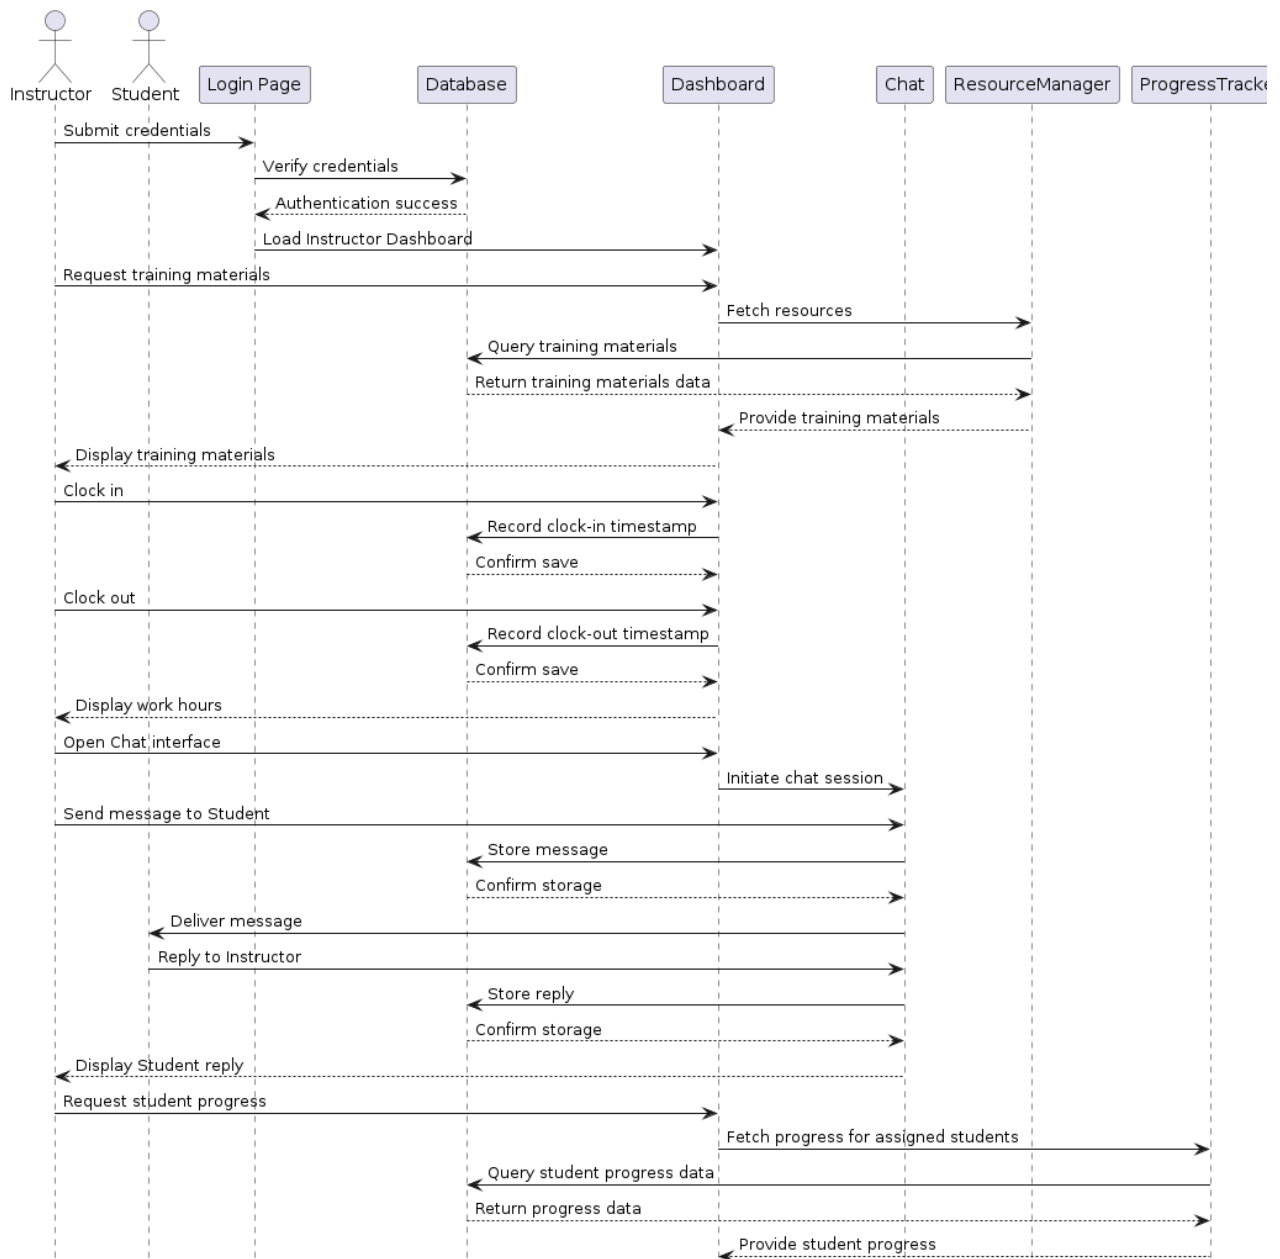 Instructor
Student
Login Page
Database
Dashboard
Chat
ResourceManager
ProgressTracke
Submit credentials
Verify credentials
Authentication success
Load Instructor Dashboard
Request training materials
Fetch resources
Query training materials
Return training materials data
Provide training materials
Display training materials
Clock in
Record clock-in timestamp
Confirm save
Clock out
Record clock-out timestamp
Confirm save
Display work hours
Open Chat interface
Initiate chat session
Send message to Student
Store message
Confirm storage
Deliver message
Reply to Instructor
Store reply
Confirm storage
Display Student reply
Request student progress
Fetch progress for assigned students
Query student progress data
Return progress data
Provide student progress